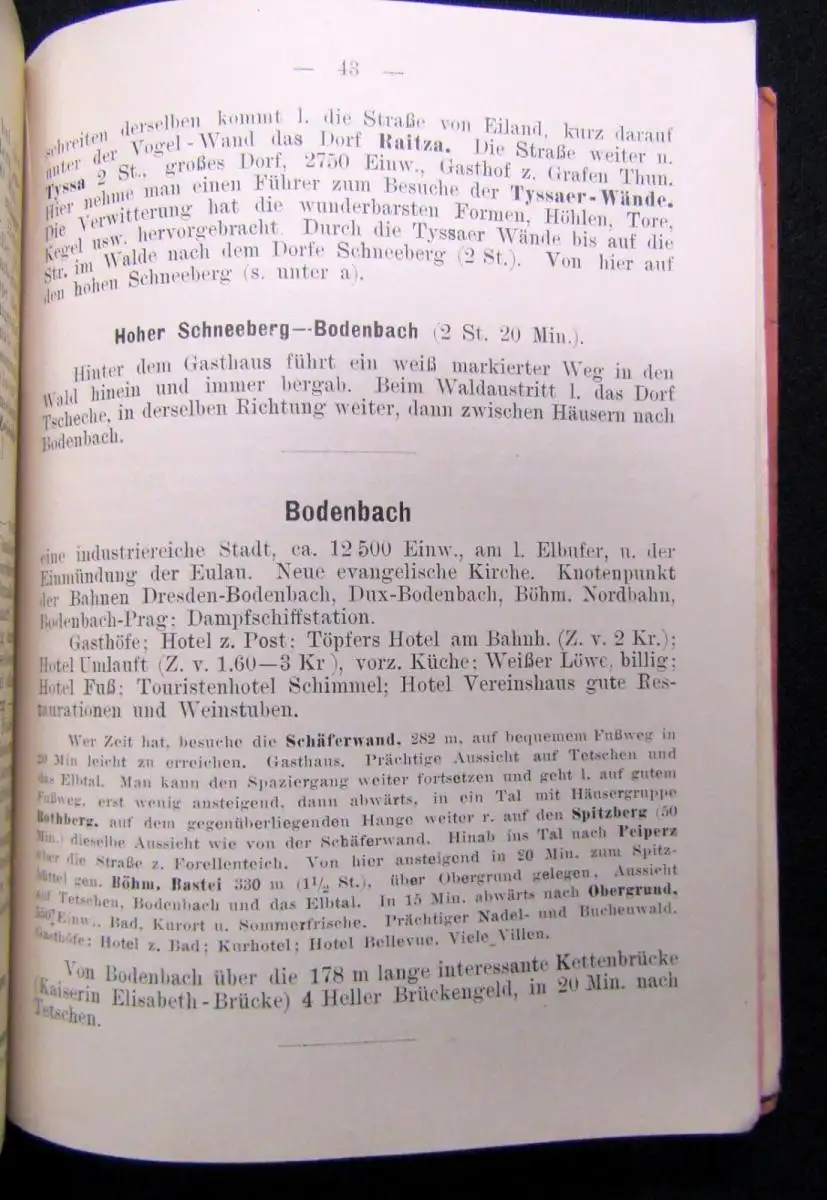 — 43 —
schreiten derselben kommt l. die Straße von Eiland, kurz darauf
unter der Vogel-Wand das Dorf Raitza. Die Straße weiter n.
Tyssa 2 St., großes Dorf, 2750 Einw., Gasthof z. Grafen Thun.
Hier nehme man einen Führer zum Besuche der Tyssaer-Wände.
Die Verwitterung hat die wunderbarsten Formen, Höhlen, Tore,
Kegel usw. hervorgebracht. Durch die Tyssaer Wände bis auf die
Str. im Walde nach dem Dorfe Schneeberg (2 St.). Von hier auf
den hohen Schneeberg (s. unter a).
Hoher Schneeberg—Bodenbach (2 St. 20 Min.).
Hinter dem Gasthaus führt ein weiß markierter Weg in den
Wald hinein und immer bergab. Beim Waldaustritt l. das Dorf
Tscheche, in derselben Richtung weiter, dann zwischen Häusern nach
Bodenbach.
Bodenbach
eine industriereiche Stadt, ca. 12 500 Einw., am l. Elbufer, u. der
Einmündung der Eulau. Neue evangelische Kirche. Knotenpunkt
der Bahnen Dresden-Bodenbach, Dux-Bodenbach, Böhm. Nordbahn,
Bodenbach-Prag; Dampfschiffstation.
Gasthöfe: Hotel z. Post; Töpfers Hotel am Bahnh. (Z. v. 2 Kr.);
Hotel Umlauft (Z. v. 1.60—3 Kr), vorz. Küche; Weißer Löwe, billig;
Hotel Fuß; Touristenhotel Schimmel; Hotel Vereinshaus gute Res-
taurationen und Weinstuben.
Wer Zeit hat, besuche die Schäferwand, 282 m, auf bequemem Fußweg in
20 Min leicht zu erreichen. Gasthaus. Prächtige Aussicht auf Tetschen und
das Elbtal. Man kann den Spaziergang weiter fortsetzen und geht l. auf gutem
Fußweg, erst wenig ansteigend, dann abwärts, in ein Tal mit Häusergruppe
Rothberg, auf dem gegenüberliegenden Hange weiter r. auf den Spitzberg (50
Min.) dieselbe Aussicht wie von der Schäferwand. Hinab ins Tal nach Peiperz
über die Straße z. Forellenteich. Von hier ansteigend in 20 Min. zum Spitz-
hüttel gen. Böhm. Bastei 330 m (1½ St.), über Obergrund gelegen. Aussicht
auf Tetschen, Bodenbach und das Elbtal. In 15 Min. abwärts nach Obergrund,
Einw., Bad, Kurort u. Sommerfrische. Prächtiger Nadel- und Buchenwald.
Gasthöfe: Hotel z. Bad; Kurhotel; Hotel Bellevue. Viele Villen.
Von Bodenbach über die 178 m lange interessante Kettenbrücke
(Kaiserin Elisabeth-Brücke) 4 Heller Brückengeld, in 20 Min. nach
Tetschen.